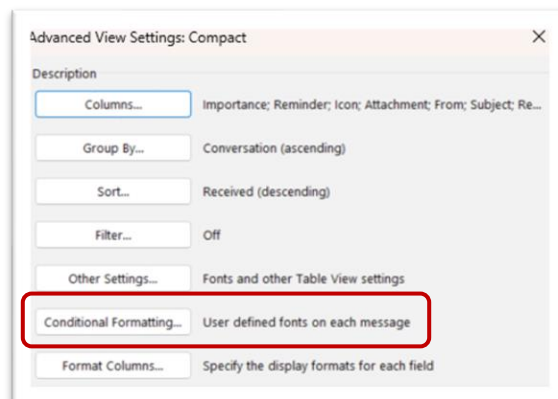 Advanced View Settings: Compact
Description
Columns... Importance; Reminder; Icon; Attachment; From; Subject; Re...
Group By... Conversation (ascending)
Sort... Received (descending)
Filter... Off
Other Settings... Fonts and other Table View settings
Conditional Formatting... User defined fonts on each message
Format Columns... Specify the display formats for each field